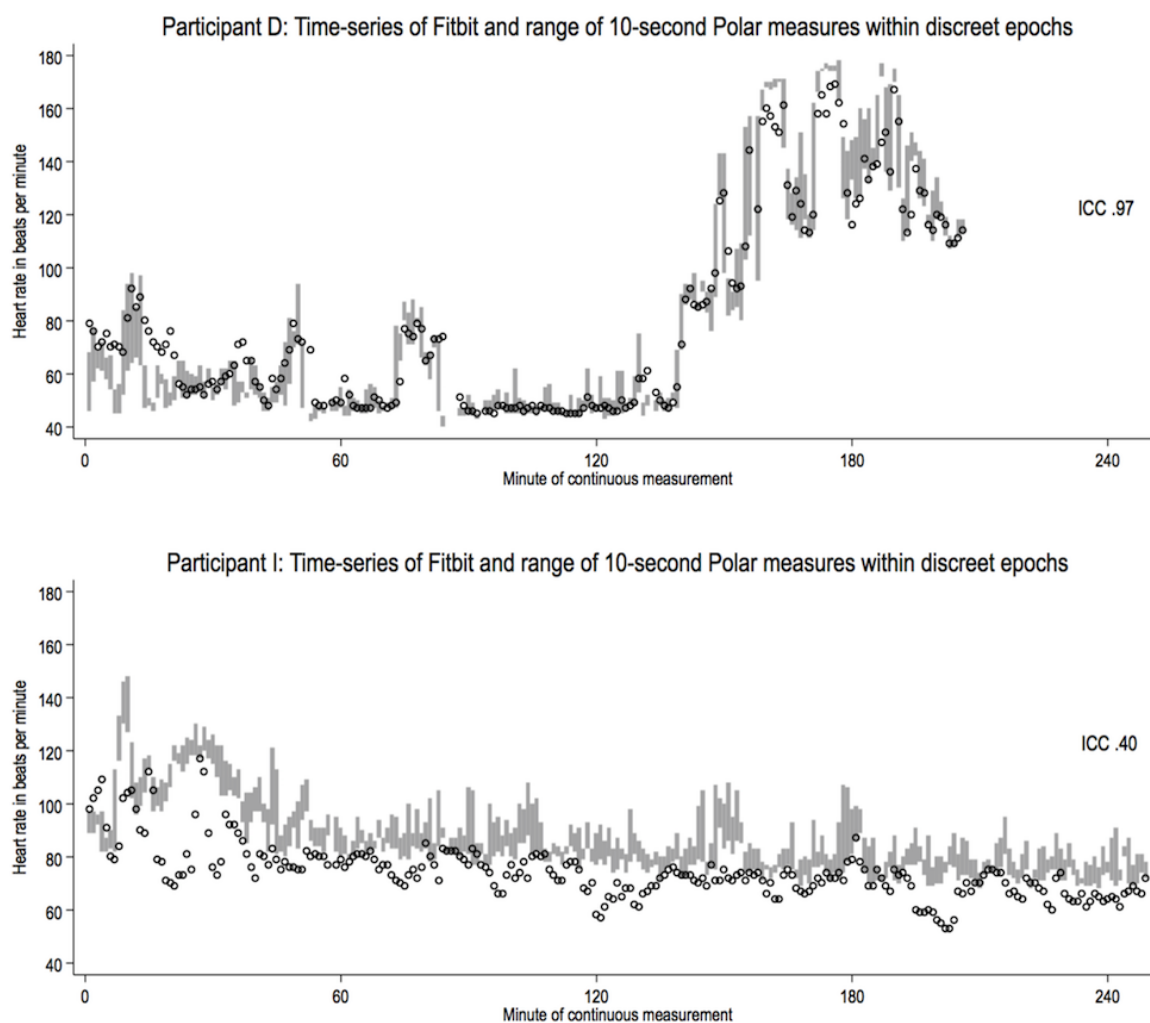 Participant D: Time-series of Fitbit and range of 10-second Polar measures within discreet epochs
Heart rate in beats per minute
180
160
140
120
100
80
60
40
ICC .97
0 60 120 180 240
Minute of continuous measurement
Participant I: Time-series of Fitbit and range of 10-second Polar measures within discreet epochs
Heart rate in beats per minute
180
160
140
120
100
80
60
40
ICC .40
0 60 120 180 240
Minute of continuous measurement